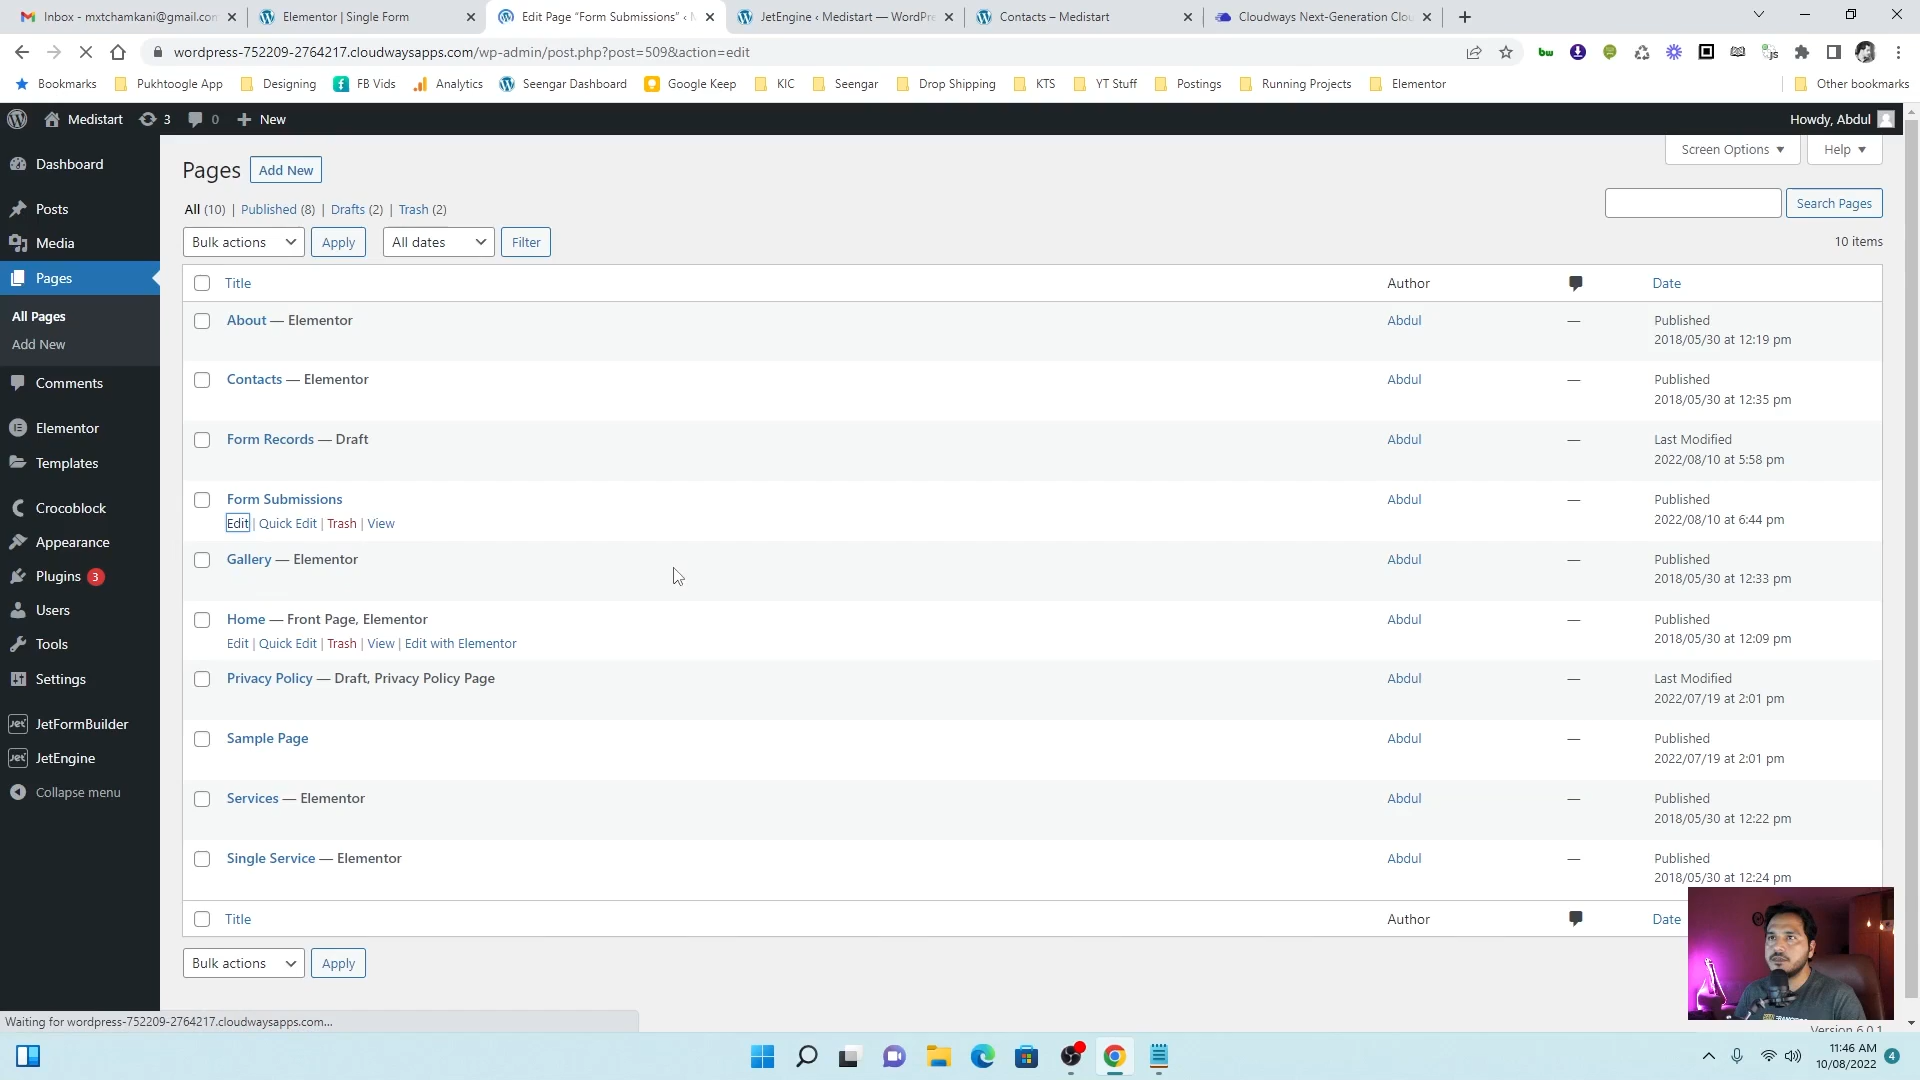 Inbox - mxtchamkani@gmail.con
Elementor | Single Form
Edit Page “Form Submissions” ‹ M
JetEngine ‹ Medistart — WordPre
Contacts – Medistart
Cloudways Next-Generation Clou
wordpress-752209-2764217.cloudwaysapps.com/wp-admin/post.php?post=509&action=edit
Bookmarks
Pukhtoogle App
Designing
FB Vids
Analytics
Seengar Dashboard
Google Keep
KIC
Seengar
Drop Shipping
KTS
YT Stuff
Postings
Running Projects
Elementor
Other bookmarks
Medistart
3
0
New
Howdy, Abdul
Dashboard
Posts
Media
Pages
All Pages
Add New
Comments
Elementor
Templates
Crocoblock
Appearance
Plugins 3
Users
Tools
Settings
JetFormBuilder
JetEngine
Collapse menu
Pages Add New
Screen Options
Help
All (10) | Published (8) | Drafts (2) | Trash (2)
Search Pages
Bulk actions Apply All dates Filter
10 items
Title Author Date
About — Elementor Abdul — Published
2018/05/30 at 12:19 pm
Contacts — Elementor Abdul — Published
2018/05/30 at 12:35 pm
Form Records — Draft Abdul — Last Modified
2022/08/10 at 5:58 pm
Form Submissions Abdul — Published
2022/08/10 at 6:44 pm
Edit | Quick Edit | Trash | View
Gallery — Elementor Abdul — Published
2018/05/30 at 12:33 pm
Home — Front Page, Elementor Abdul — Published
2018/05/30 at 12:09 pm
Edit | Quick Edit | Trash | View | Edit with Elementor
Privacy Policy — Draft, Privacy Policy Page Abdul — Last Modified
2022/07/19 at 2:01 pm
Sample Page Abdul — Published
2022/07/19 at 2:01 pm
Services — Elementor Abdul — Published
2018/05/30 at 12:22 pm
Single Service — Elementor Abdul — Published
2018/05/30 at 12:24 pm
Title Author Date
Bulk actions Apply
Version 6.0.1
Waiting for wordpress-752209-2764217.cloudwaysapps.com...
11:46 AM
10/08/2022
4